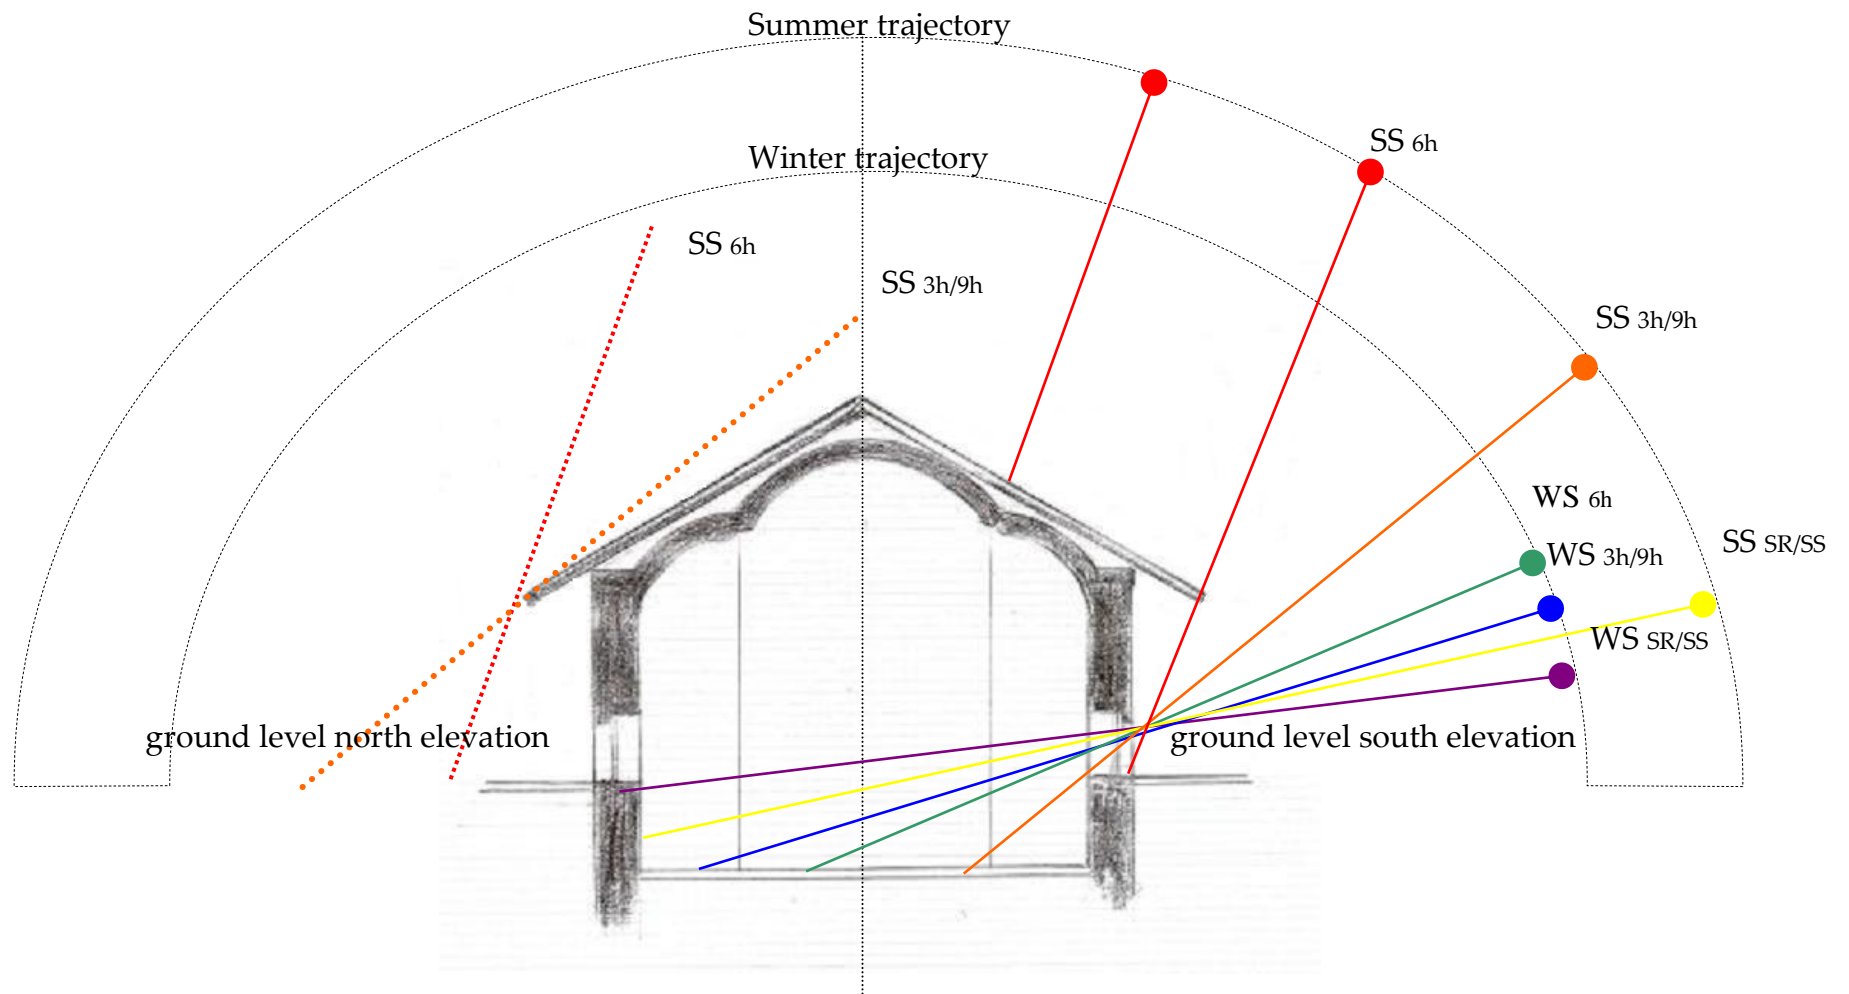 Summer trajectory
SS 6h
Winter trajectory
SS 6h
SS 3h/9h
SS 3h/9h
WS 6h
SS SR/SS
WS 3h/9h
WS SR/SS
ground level north elevation
ground level south elevation